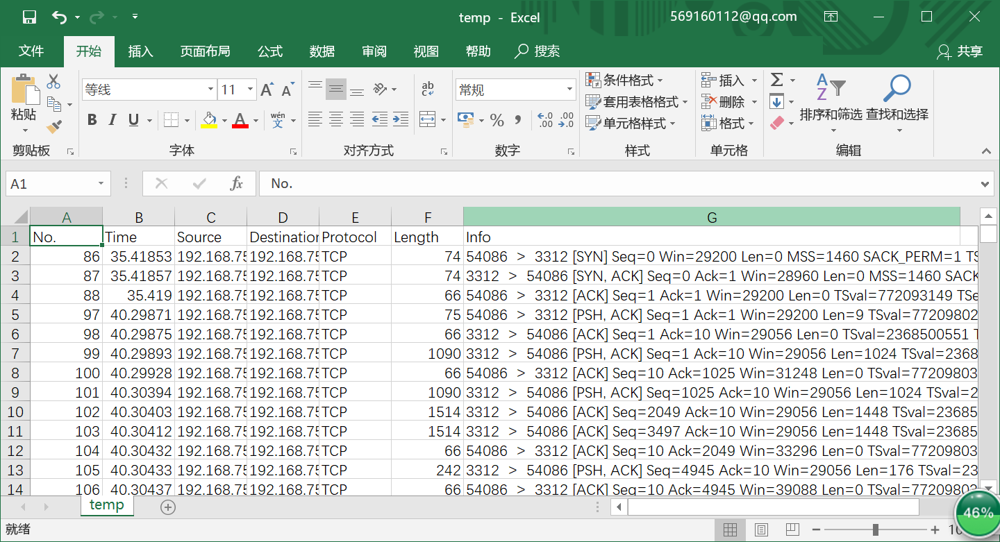 temp - Excel
569160112@qq.com
文件 开始 插入 页面布局 公式 数据 审阅 视图 帮助 搜索 共享
粘贴
剪贴板
等线 11
B I U A wén 文
字体
ab c
对齐方式
常规
% , .0 .00 .00 .0
数字
条件格式
套用表格格式
单元格样式
样式
插入
删除
格式
单元格
Σ
排序和筛选 查找和选择
编辑
A1 fx No.
A B C D E F G
1 No. Time Source Destination Protocol Length Info
2 86 35.41853 192.168.75 192.168.75 TCP 74 54086 > 3312 [SYN] Seq=0 Win=29200 Len=0 MSS=1460 SACK_PERM=1 TS
3 87 35.41857 192.168.75 192.168.75 TCP 74 3312 > 54086 [SYN, ACK] Seq=0 Ack=1 Win=28960 Len=0 MSS=1460 SACK
4 88 35.419 192.168.75 192.168.75 TCP 66 54086 > 3312 [ACK] Seq=1 Ack=1 Win=29200 Len=0 TSval=772093149 TSe
5 97 40.29871 192.168.75 192.168.75 TCP 75 54086 > 3312 [PSH, ACK] Seq=1 Ack=1 Win=29200 Len=9 TSval=77209802
6 98 40.29875 192.168.75 192.168.75 TCP 66 3312 > 54086 [ACK] Seq=1 Ack=10 Win=29056 Len=0 TSval=2368500551 T
7 99 40.29893 192.168.75 192.168.75 TCP 1090 3312 > 54086 [PSH, ACK] Seq=1 Ack=10 Win=29056 Len=1024 TSval=2368
8 100 40.29928 192.168.75 192.168.75 TCP 66 54086 > 3312 [ACK] Seq=10 Ack=1025 Win=31248 Len=0 TSval=77209803
9 101 40.30394 192.168.75 192.168.75 TCP 1090 3312 > 54086 [PSH, ACK] Seq=1025 Ack=10 Win=29056 Len=1024 TSval=2
10 102 40.30403 192.168.75 192.168.75 TCP 1514 3312 > 54086 [ACK] Seq=2049 Ack=10 Win=29056 Len=1448 TSval=23685
11 103 40.30412 192.168.75 192.168.75 TCP 1514 3312 > 54086 [ACK] Seq=3497 Ack=10 Win=29056 Len=1448 TSval=23685
12 104 40.30432 192.168.75 192.168.75 TCP 66 54086 > 3312 [ACK] Seq=10 Ack=2049 Win=33296 Len=0 TSval=77209803
13 105 40.30433 192.168.75 192.168.75 TCP 242 3312 > 54086 [PSH, ACK] Seq=4945 Ack=10 Win=29056 Len=176 TSval=23
14 106 40.30437 192.168.75 192.168.75 TCP 66 54086 > 3312 [ACK] Seq=10 Ack=4945 Win=39088 Len=0 TSval=77209803
temp
46%
就绪